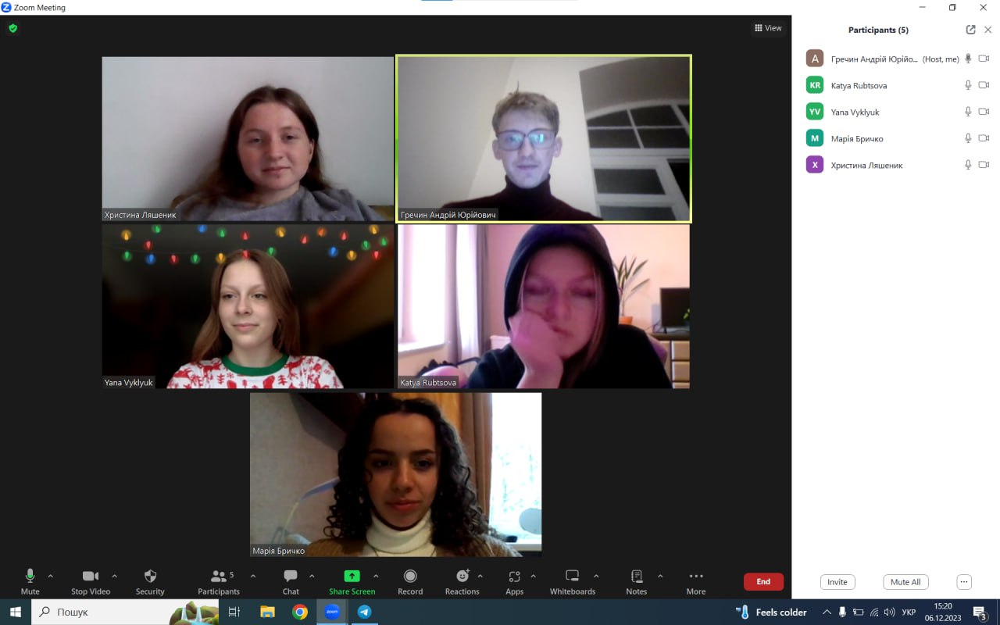 Zoom Meeting
View
Participants (5)
Христина Ляшеник
Гречин Андрій Юрійович
Yana Vyklyuk
Katya Rubtsova
Марія Бричко
A Гречин Андрій Юрійо... (Host, me)
KR Katya Rubtsova
YV Yana Vyklyuk
М Марія Бричко
Х Христина Ляшеник
Mute
Stop Video
Security
Participants 5
Chat
Share Screen
Record
Reactions
Apps
Whiteboards
Notes
More
End
Invite
Mute All
Пошук
zoom
Feels colder
УКР
15:20
06.12.2023
3